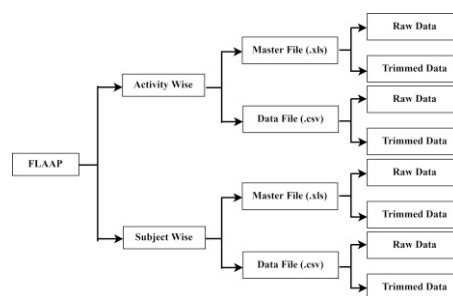 Raw Data
Master File (.xls)
Trimmed Data
Activity Wise
Raw Data
Data File (.csv)
Trimmed Data
FLAAP
Raw Data
Master File (.xls)
Trimmed Data
Subject Wise
Raw Data
Data File (.csv)
Trimmed Data